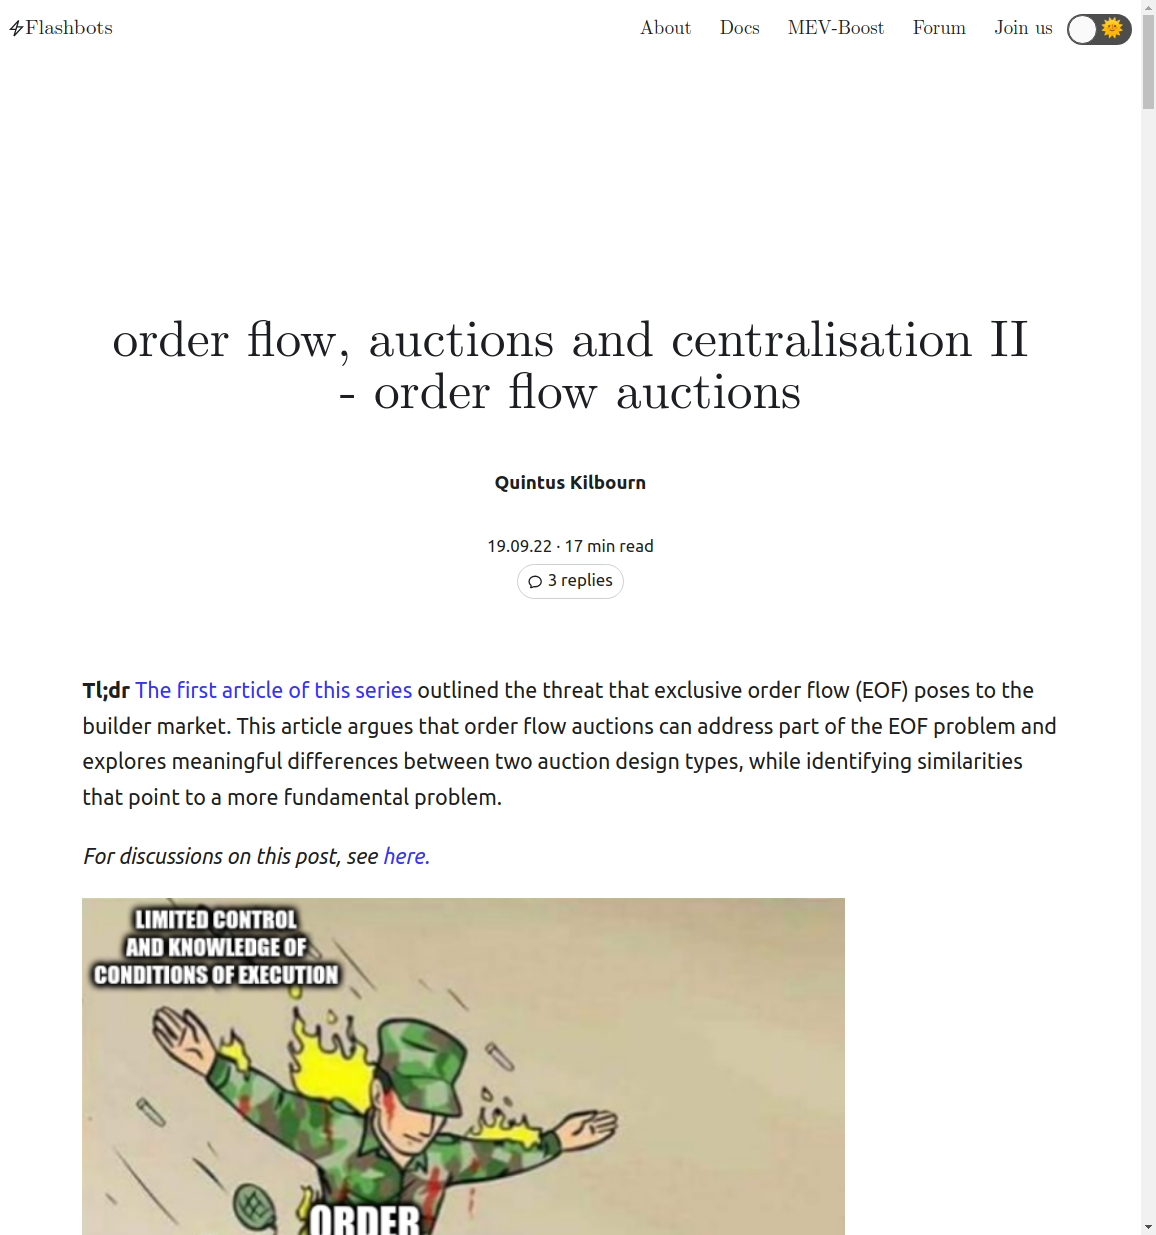 Flashbots
About Docs MEV-Boost Forum Join us
order flow, auctions and centralisation II
- order flow auctions
Quintus Kilbourn
19.09.22 · 17 min read
3 replies
Tl;dr The first article of this series outlined the threat that exclusive order flow (EOF) poses to the
builder market. This article argues that order flow auctions can address part of the EOF problem and
explores meaningful differences between two auction design types, while identifying similarities
that point to a more fundamental problem.
For discussions on this post, see here.
LIMITED CONTROL
AND KNOWLEDGE OF
CONDITIONS OF EXECUTION
ORDER